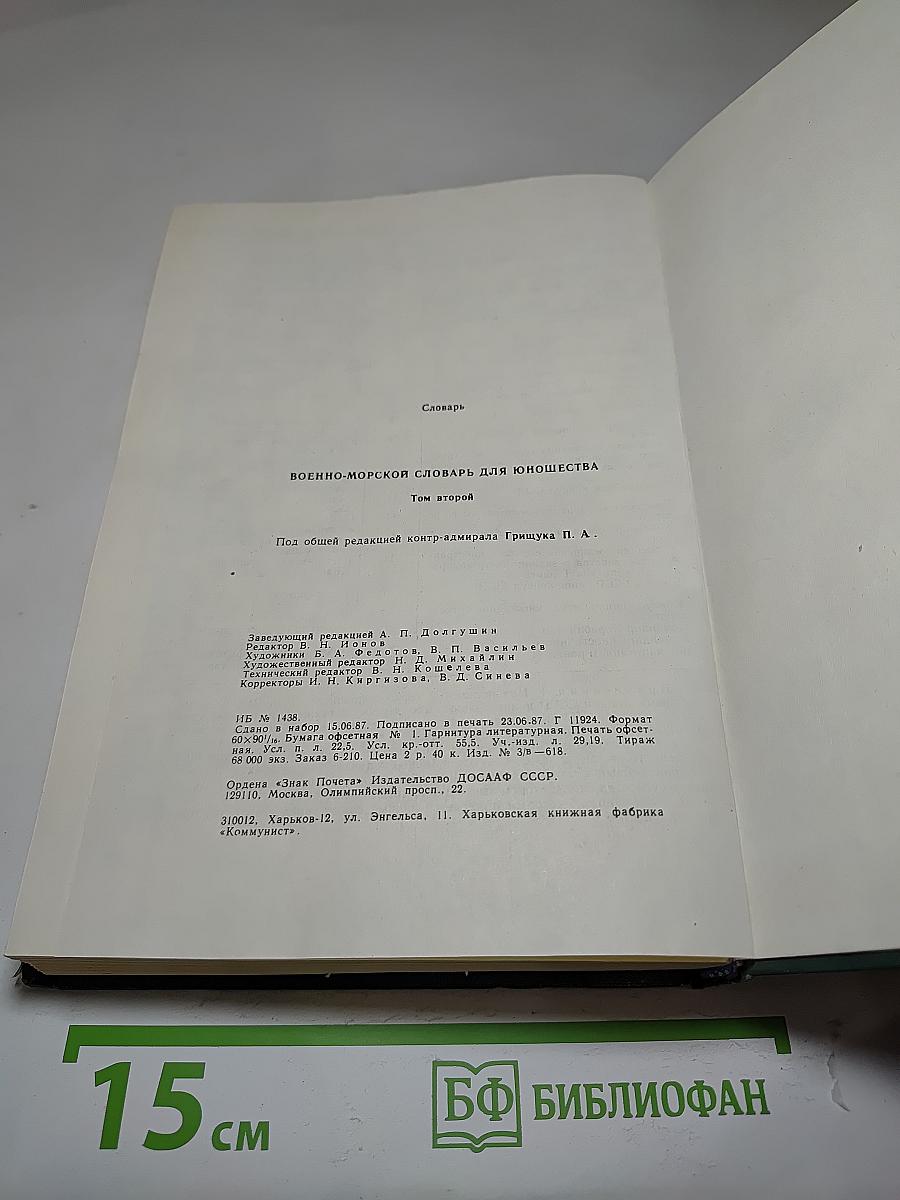 Словарь
ВОЕННО-МОРСКОЙ СЛОВАРЬ ДЛЯ ЮНОШЕСТВА
Том второй
Под общей редакцией контр-адмирала Грищука П. А.
Заведующий редакцией А. П. Долгушин
Редактор В. Н. Ионов
Художники Б. А. Федотов, В. П. Васильев
Художественный редактор Н. Д. Михайлин
Технический редактор В. Н. Кошелева
Корректоры И. Н. Киргизова, В. Д. Синева
ИБ № 1438.
Сдано в набор 15.06.87. Подписано в печать 23.06.87. Г 11924. Формат
60×90¹/₁₆. Бумага офсетная № 1. Гарнитура литературная. Печать офсет-
ная. Усл. п. л. 22,5. Усл. кр.-отт. 55,5. Уч.-изд. л. 29,19. Тираж
68 000 экз. Заказ 6-210. Цена 2 р. 40 к. Изд. № 3/в—618.
Ордена «Знак Почета» Издательство ДОСААФ СССР.
129110, Москва, Олимпийский просп., 22.
310012, Харьков-12, ул. Энгельса, 11. Харьковская книжная фабрика
«Коммунист».
15 см
БФ БИБЛИОФАН